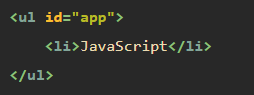 <ul id="app">
    <li>JavaScript</li>
</ul>